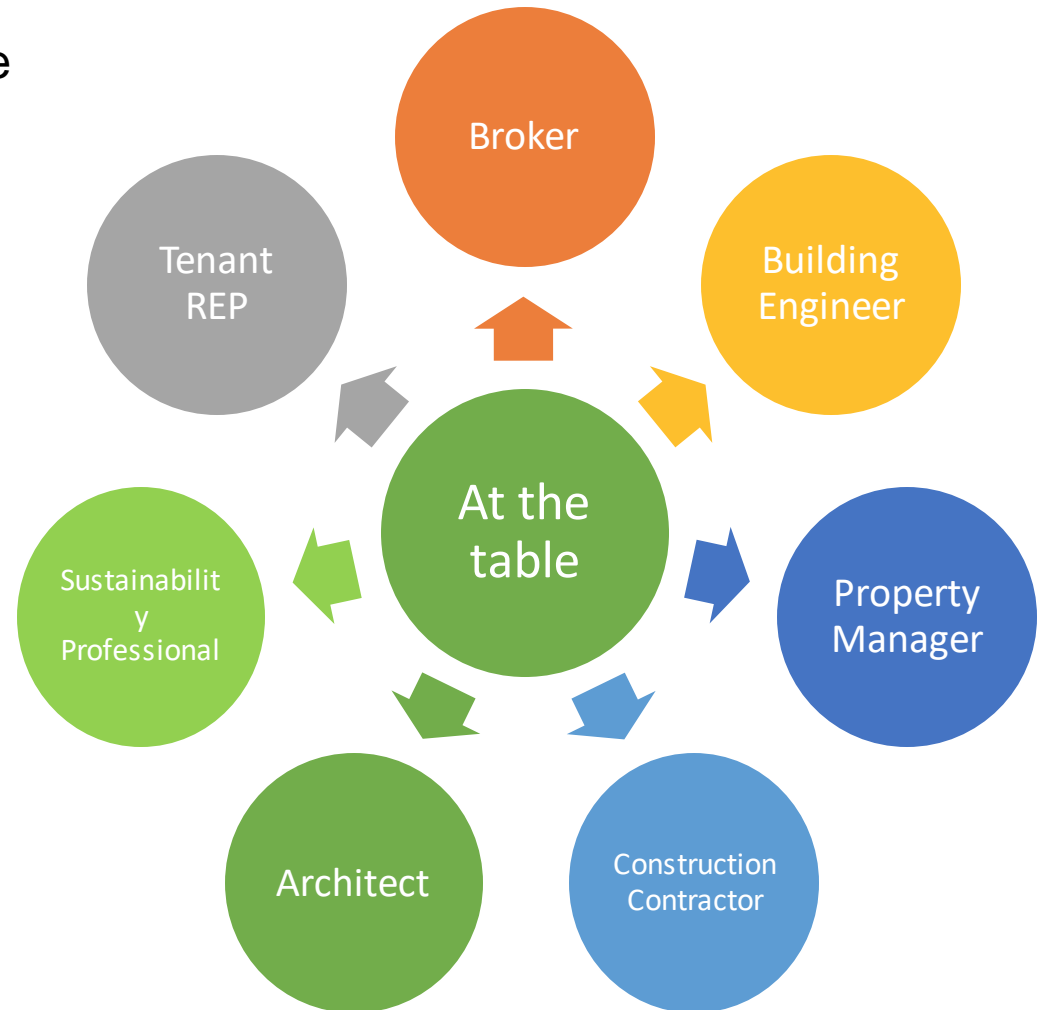 e
Broker
Tenant
REP
Building
Engineer
At the
table
Sustainabilit
y
Professional
Property
Manager
Architect
Construction
Contractor